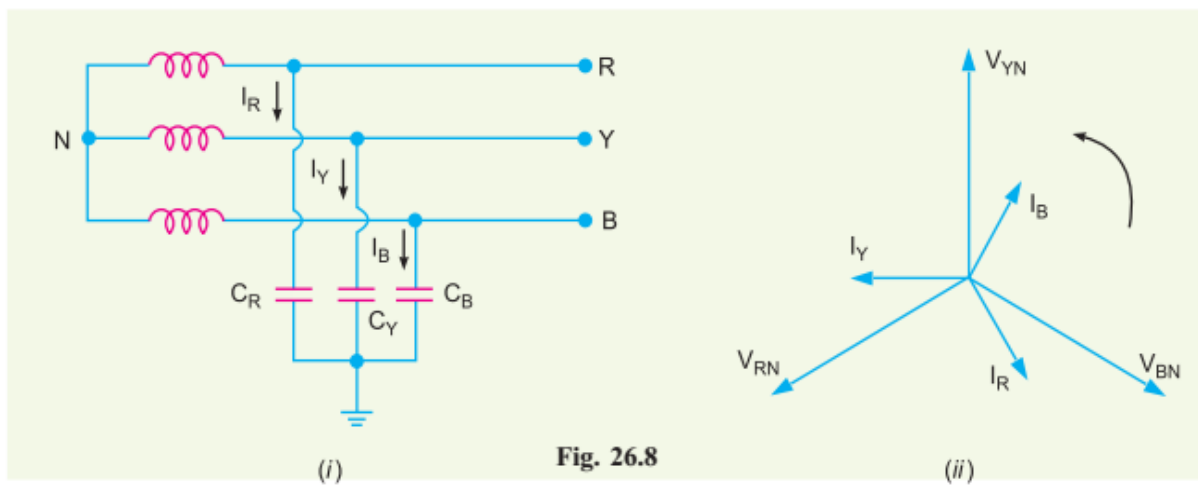 R
I_R
N
Y
I_Y
B
I_B
C_R
C_Y
C_B
(i)
V_YN
I_B
I_Y
V_RN
I_R
V_BN
(ii)
Fig. 26.8